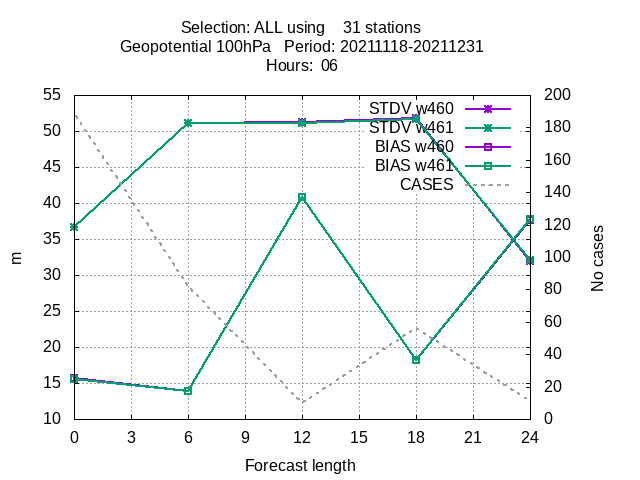 Selection: ALL using    31 stations
Geopotential 100hPa   Period: 20211118-20211231
Hours:  06
STDV w460
STDV w461
BIAS w460
BIAS w461
CASES
55
50
45
40
35
30
25
20
15
10
m
200
180
160
140
120
100
80
60
40
20
0
No cases
0 3 6 9 12 15 18 21 24
Forecast length